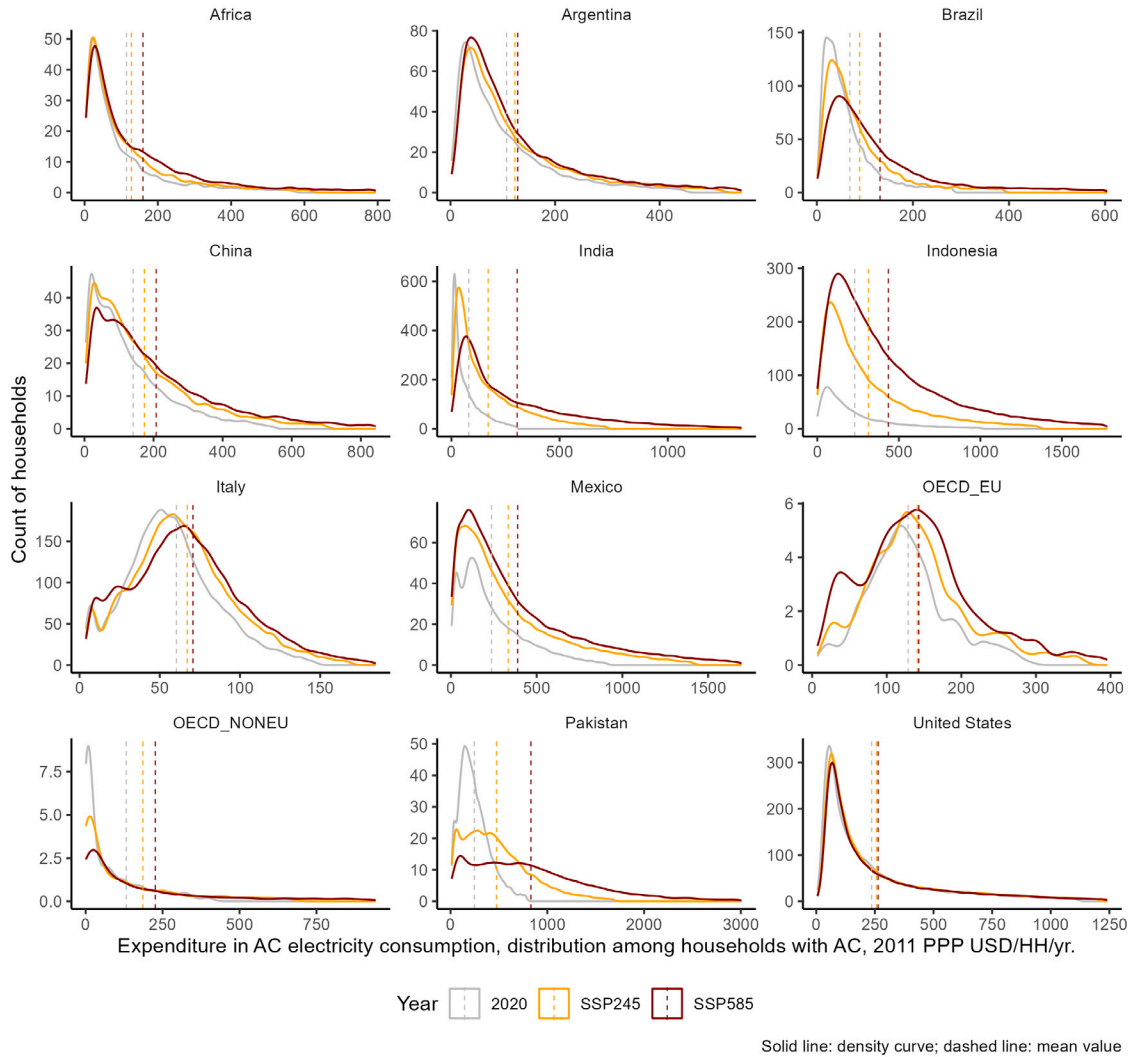 Africa Argentina Brazil
50 40 30 20 10 0
0 200 400 600 800
80 60 40 20 0
0 200 400
150 100 50 0
0 200 400 600
China India Indonesia
40 30 20 10 0
0 200 400 600 800
600 400 200 0
0 500 1000
300 200 100 0
0 500 1000 1500
Count of households
Italy Mexico OECD_EU
150 100 50 0
0 50 100 150
60 40 20 0
0 500 1000 1500
6 4 2 0
0 100 200 300 400
OECD_NONEU Pakistan United States
7.5 5.0 2.5 0.0
0 250 500 750
50 40 30 20 10 0
0 1000 2000 3000
300 200 100 0
0 250 500 750 1000 1250
Expenditure in AC electricity consumption, distribution among households with AC, 2011 PPP USD/HH/yr.
Year 2020 SSP245 SSP585
Solid line: density curve; dashed line: mean value